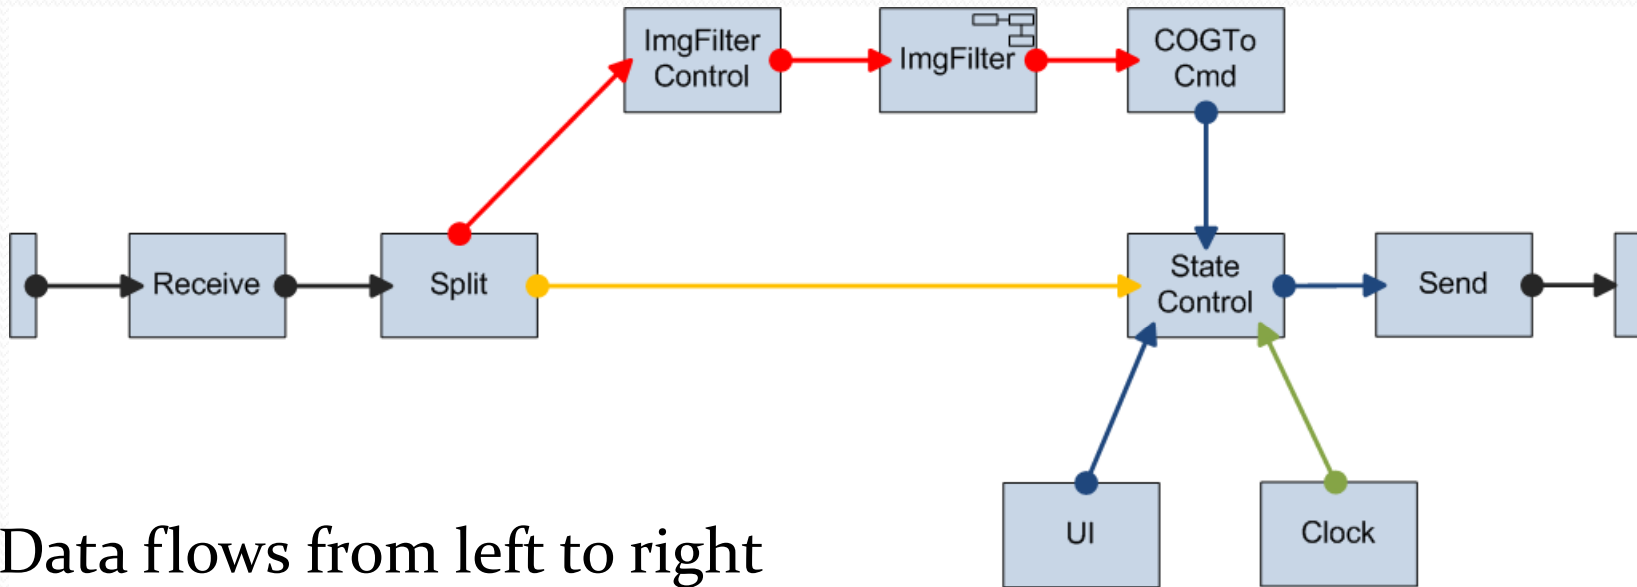 ImgFilter
Control
ImgFilter
COGTo
Cmd
Receive
Split
State
Control
Send
UI
Clock
Data flows from left to right